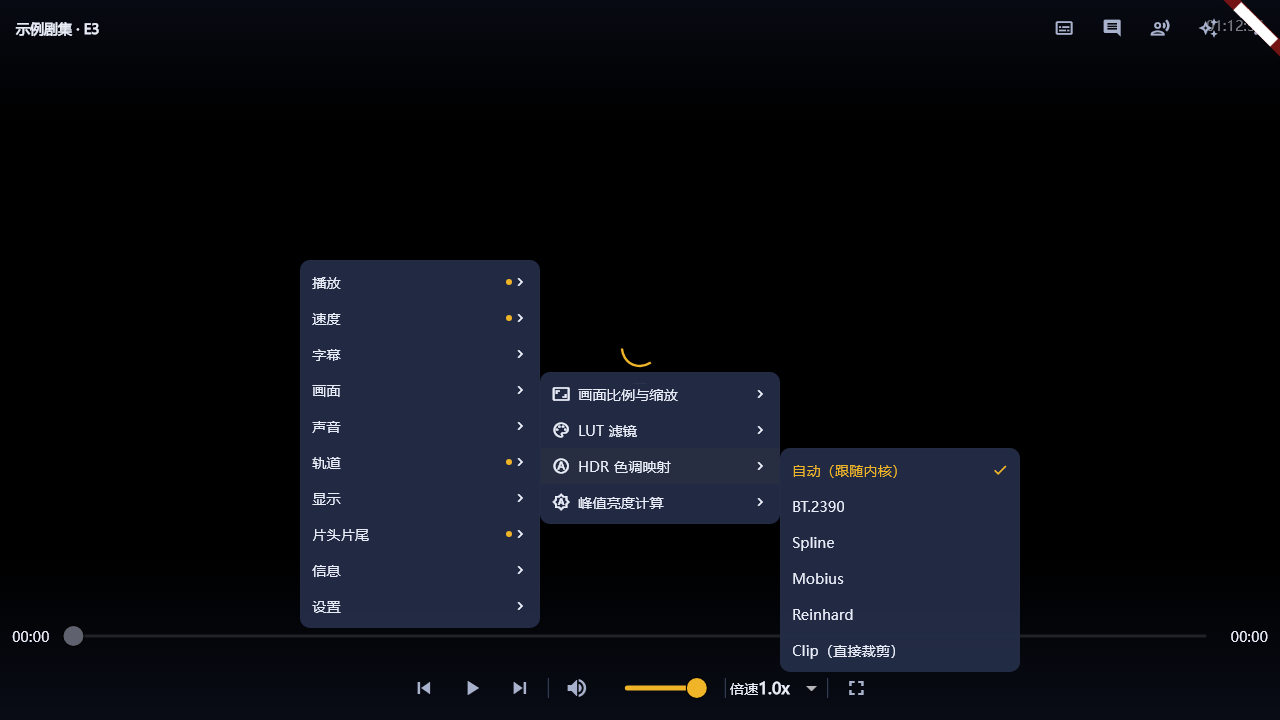 示例剧集 · E3
01:12:
播放
速度
字幕
画面
声音
轨道
显示
片头片尾
信息
设置
画面比例与缩放
LUT 滤镜
HDR 色调映射
峰值亮度计算
自动（跟随内核）
BT.2390
Spline
Mobius
Reinhard
Clip（直接裁剪）
00:00
00:00
倍速1.0x